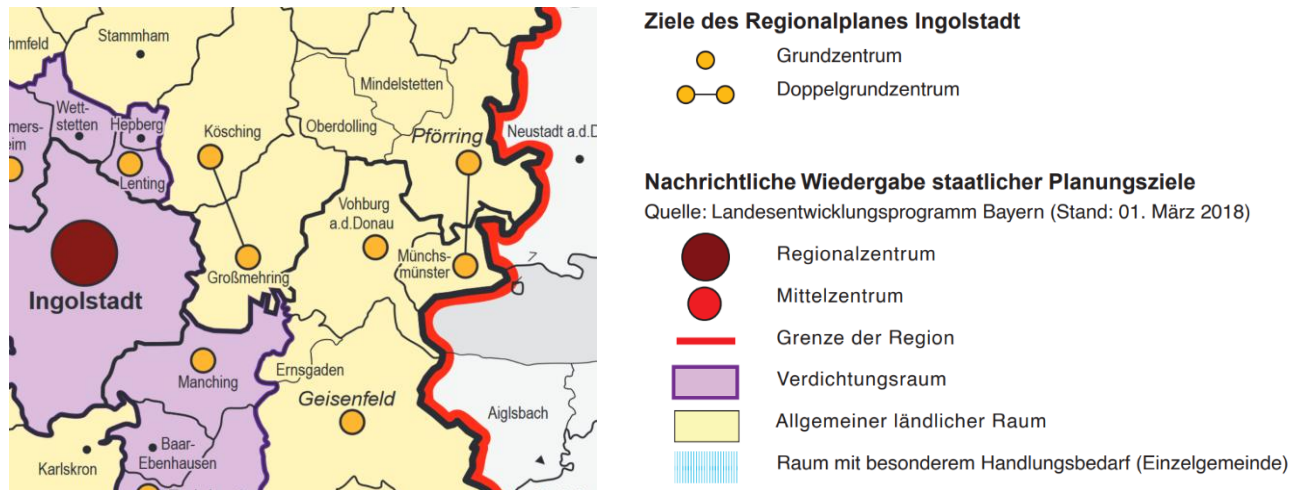 Stammham
hmfeld
Mindelstetten
Wett-
stetten
Hepberg
Kösching
Oberdolling
Pförring
Neustadt a.d.D
mers-
eim
Lenting
Vohburg
a.d.Donau
Münchs-
münster
Großmehring
Ingolstadt
Manching
Ernsgaden
Geisenfeld
Aiglsbach
Baar-
Ebenhausen
Karlskron
Ziele des Regionalplanes Ingolstadt
Grundzentrum
Doppelgrundzentrum
Nachrichtliche Wiedergabe staatlicher Planungsziele
Quelle: Landesentwicklungsprogramm Bayern (Stand: 01. März 2018)
Regionalzentrum
Mittelzentrum
Grenze der Region
Verdichtungsraum
Allgemeiner ländlicher Raum
Raum mit besonderem Handlungsbedarf (Einzelgemeinde)